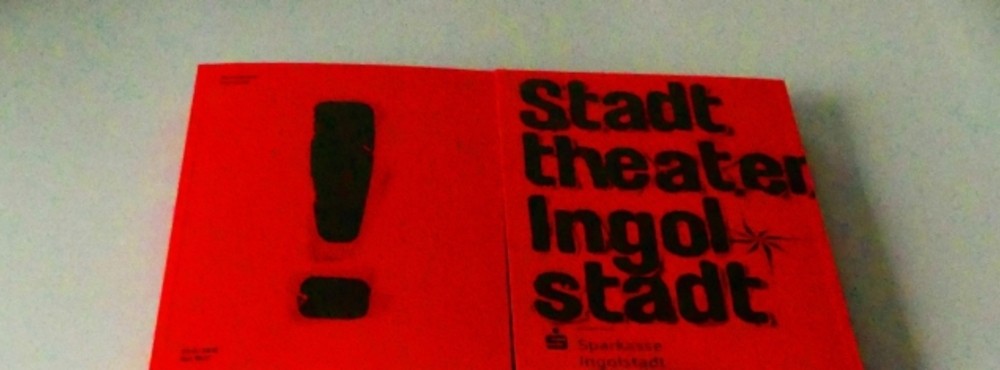 !
Stadt
theater
Ingol
stadt
Sparkasse
Ingolstadt